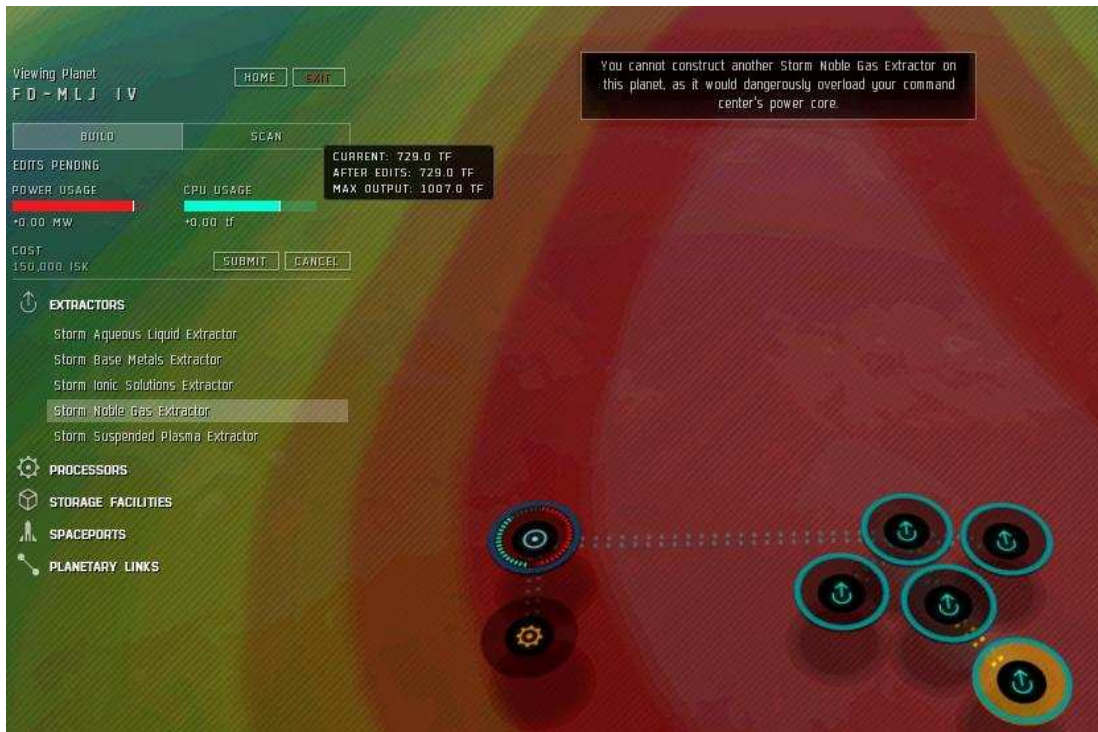 Viewing Planet
FD-MLJ IV
HOME
EXIT
You cannot construct another Storm Noble Gas Extractor on
this planet, as it would dangerously overload your command
center's power core.
BUILD
SCAN
EDITS PENDING
CURRENT: 729.0 TF
AFTER EDITS: 729.0 TF
MAX OUTPUT: 1007.0 TF
POWER USAGE
CPU USAGE
+0.00 MW
+0.00 tf
COST
150,000 ISK
SUBMIT
CANCEL
EXTRACTORS
Storm Aqueous Liquid Extractor
Storm Base Metals Extractor
Storm Ionic Solutions Extractor
Storm Noble Gas Extractor
Storm Suspended Plasma Extractor
PROCESSORS
STORAGE FACILITIES
SPACEPORTS
PLANETARY LINKS